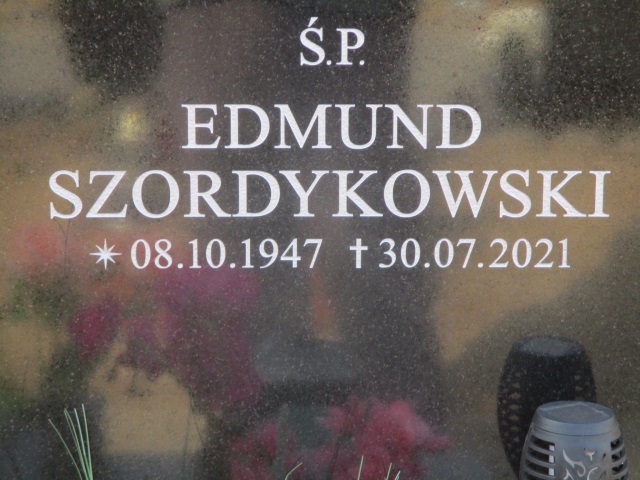 Ś.P.
EDMUND
SZORDYKOWSKI
✴ 08.10.1947 ✝ 30.07.2021